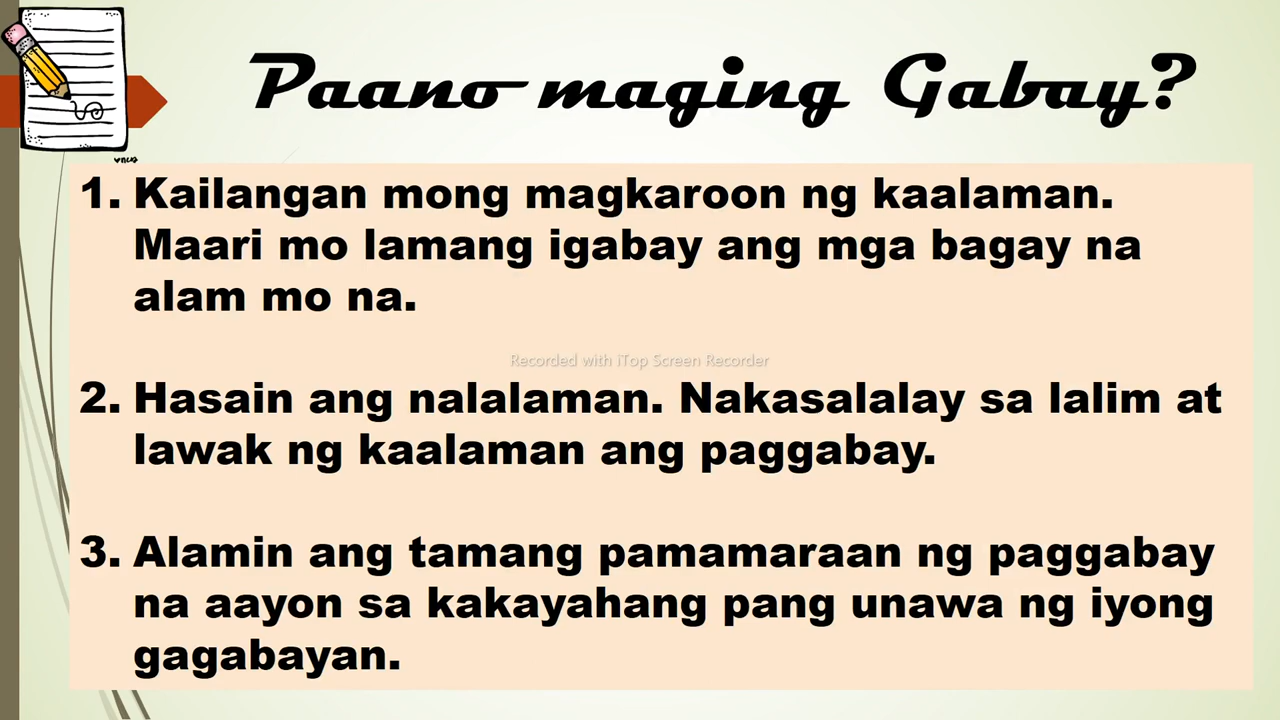 Paano maging Gabay?
1. Kailangan mong magkaroon ng kaalaman.
Maari mo lamang igabay ang mga bagay na
alam mo na.
Recorded with iTop Screen Recorder
2. Hasain ang nalalaman. Nakasalalay sa lalim at
lawak ng kaalaman ang paggabay.
3. Alamin ang tamang pamamaraan ng paggabay
na aayon sa kakayahang pang unawa ng iyong
gagabayan.